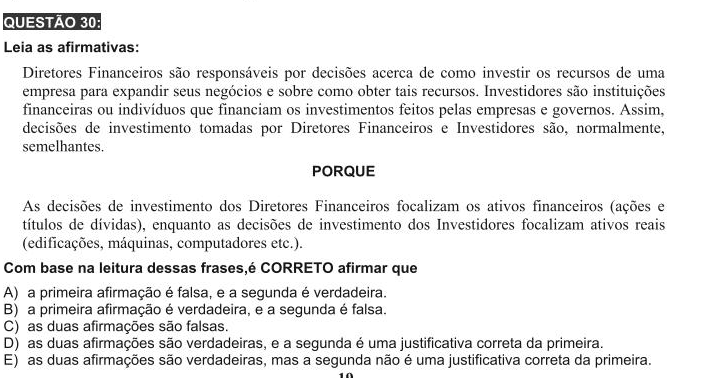 QUESTÃO 30:
Leia as afirmativas:
Diretores Financeiros são responsáveis por decisões acerca de como investir os recursos de uma
empresa para expandir seus negócios e sobre como obter tais recursos. Investidores são instituições
financeiras ou indivíduos que financiam os investimentos feitos pelas empresas e governos. Assim,
decisões de investimento tomadas por Diretores Financeiros e Investidores são, normalmente,
semelhantes.
PORQUE
As decisões de investimento dos Diretores Financeiros focalizam os ativos financeiros (ações e
títulos de dívidas), enquanto as decisões de investimento dos Investidores focalizam ativos reais
(edificações, máquinas, computadores etc.).
Com base na leitura dessas frases,é CORRETO afirmar que
A) a primeira afirmação é falsa, e a segunda é verdadeira.
B) a primeira afirmação é verdadeira, e a segunda é falsa.
C) as duas afirmações são falsas.
D) as duas afirmações são verdadeiras, e a segunda é uma justificativa correta da primeira.
E) as duas afirmações são verdadeiras, mas a segunda não é uma justificativa correta da primeira.